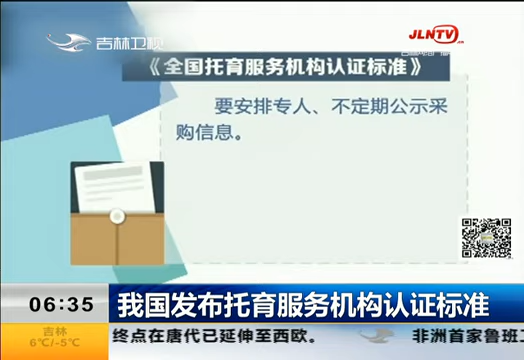 吉林卫视
JLNTV
《全国托育服务机构认证标准》
要安排专人、不定期公示采
购信息。
06:35
我国发布托育服务机构认证标准
吉林
6℃/-5℃
终点在唐代已延伸至西欧。
非洲首家鲁班工